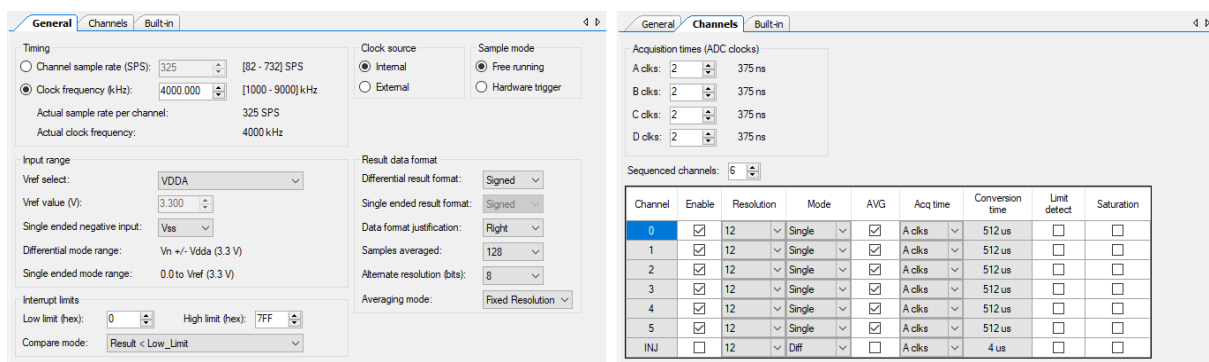 General Channels Built-in
Timing
Channel sample rate (SPS): 325 [82 - 732] SPS
Clock frequency (kHz): 4000.000 [1000 - 9000] kHz
Actual sample rate per channel: 325 SPS
Actual clock frequency: 4000 kHz
Clock source
Internal
External
Sample mode
Free running
Hardware trigger
Input range
Vref select: VDDA
Vref value (V): 3.300
Single ended negative input: Vss
Differential mode range: Vn +/- Vdda (3.3 V)
Single ended mode range: 0.0 to Vref (3.3 V)
Interrupt limits
Low limit (hex): 0 High limit (hex): 7FF
Compare mode: Result < Low_Limit
Result data format
Differential result format: Signed
Single ended result format: Signed
Data format justification: Right
Samples averaged: 128
Alternate resolution (bits): 8
Averaging mode: Fixed Resolution
General Channels Built-in
Acquisition times (ADC clocks)
A clks: 2 375 ns
B clks: 2 375 ns
C clks: 2 375 ns
D clks: 2 375 ns
Sequenced channels: 6
Channel Enable Resolution Mode AVG Acq time Conversion time Limit detect Saturation
0 12 Single A clks 512 us
1 12 Single A clks 512 us
2 12 Single A clks 512 us
3 12 Single A clks 512 us
4 12 Single A clks 512 us
5 12 Single A clks 512 us
INJ 12 Diff A clks 4 us